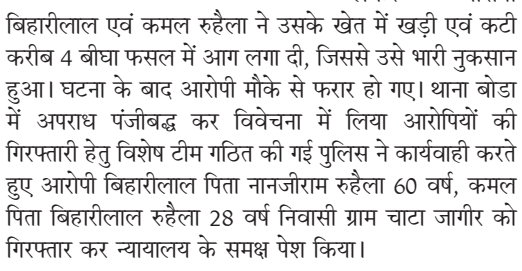 बिहारीलाल एवं कमल रुहैला ने उसके खेत में खड़ी एवं कटी
करीब 4 बीघा फसल में आग लगा दी, जिससे उसे भारी नुकसान
हुआ। घटना के बाद आरोपी मौके से फरार हो गए। थाना बोडा
में अपराध पंजीबद्ध कर विवेचना में लिया आरोपियों की
गिरफ्तारी हेतु विशेष टीम गठित की गई पुलिस ने कार्यवाही करते
हुए आरोपी बिहारीलाल पिता नानजीराम रुहैला 60 वर्ष, कमल
पिता बिहारीलाल रुहैला 28 वर्ष निवासी ग्राम चाटा जागीर को
गिरफ्तार कर न्यायालय के समक्ष पेश किया।